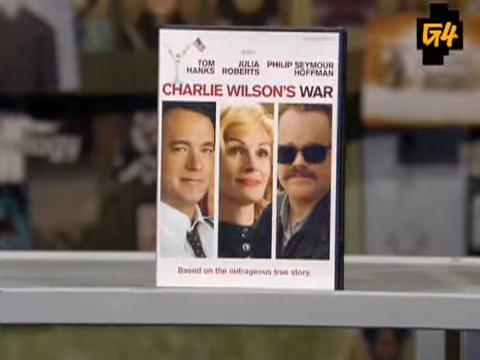 G4
TOM HANKS
JULIA ROBERTS
PHILIP SEYMOUR HOFFMAN
CHARLIE WILSON'S WAR
Based on the outrageous true story.